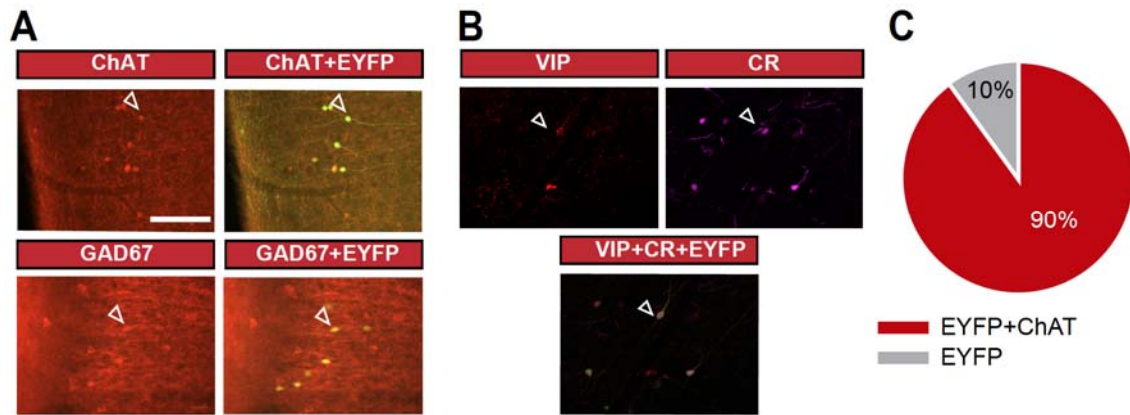 A
B
C
ChAT
ChAT+EYFP
VIP
CR
10%
90%
GAD67
GAD67+EYFP
VIP+CR+EYFP
EYFP+ChAT
EYFP